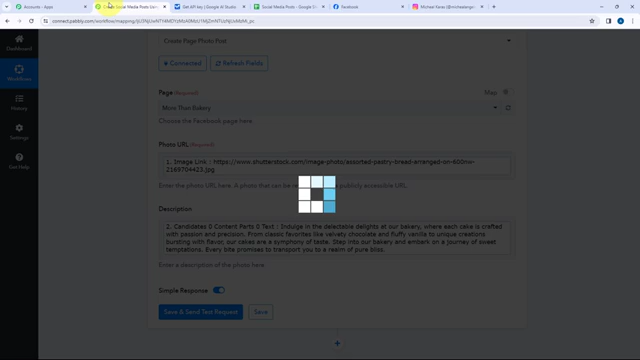 Accounts - Apps
Create Social Media Posts Using
Get API key | Google AI Studio
Social Media Posts - Google S
Facebook
connect.pabbly.com/workflow/mapping/
Dashboard
Workflows
History
Settings
Get Help
Create Page Photo Post
Connected
Refresh Fields
Page (Required)
Map
More Than Bakery
Choose the Facebook page here.
Photo URL (Required)
1. Image Link : https://www.shutterstock.com/image-photo/assorted-pastry-bread-arranged-on-600nw-
2169704423.jpg
Enter the photo URL here. A photo that can be re publicly accessible URL.
Description
2. Candidates 0 Content Parts 0 Text : Indulge in the delectable delights at our bakery, where each cake is crafted
with passion and precision. From classic favorites like velvety chocolate and fluffy vanilla to unique creations
bursting with flavor, our cakes are a symphony of taste. Step into our bakery and embark on a journey of sweet
temptations. Every bite promises to transport you to a realm of pure bliss.
Enter a description of the photo here.
Simple Response :
Save & Send Test Request
Save